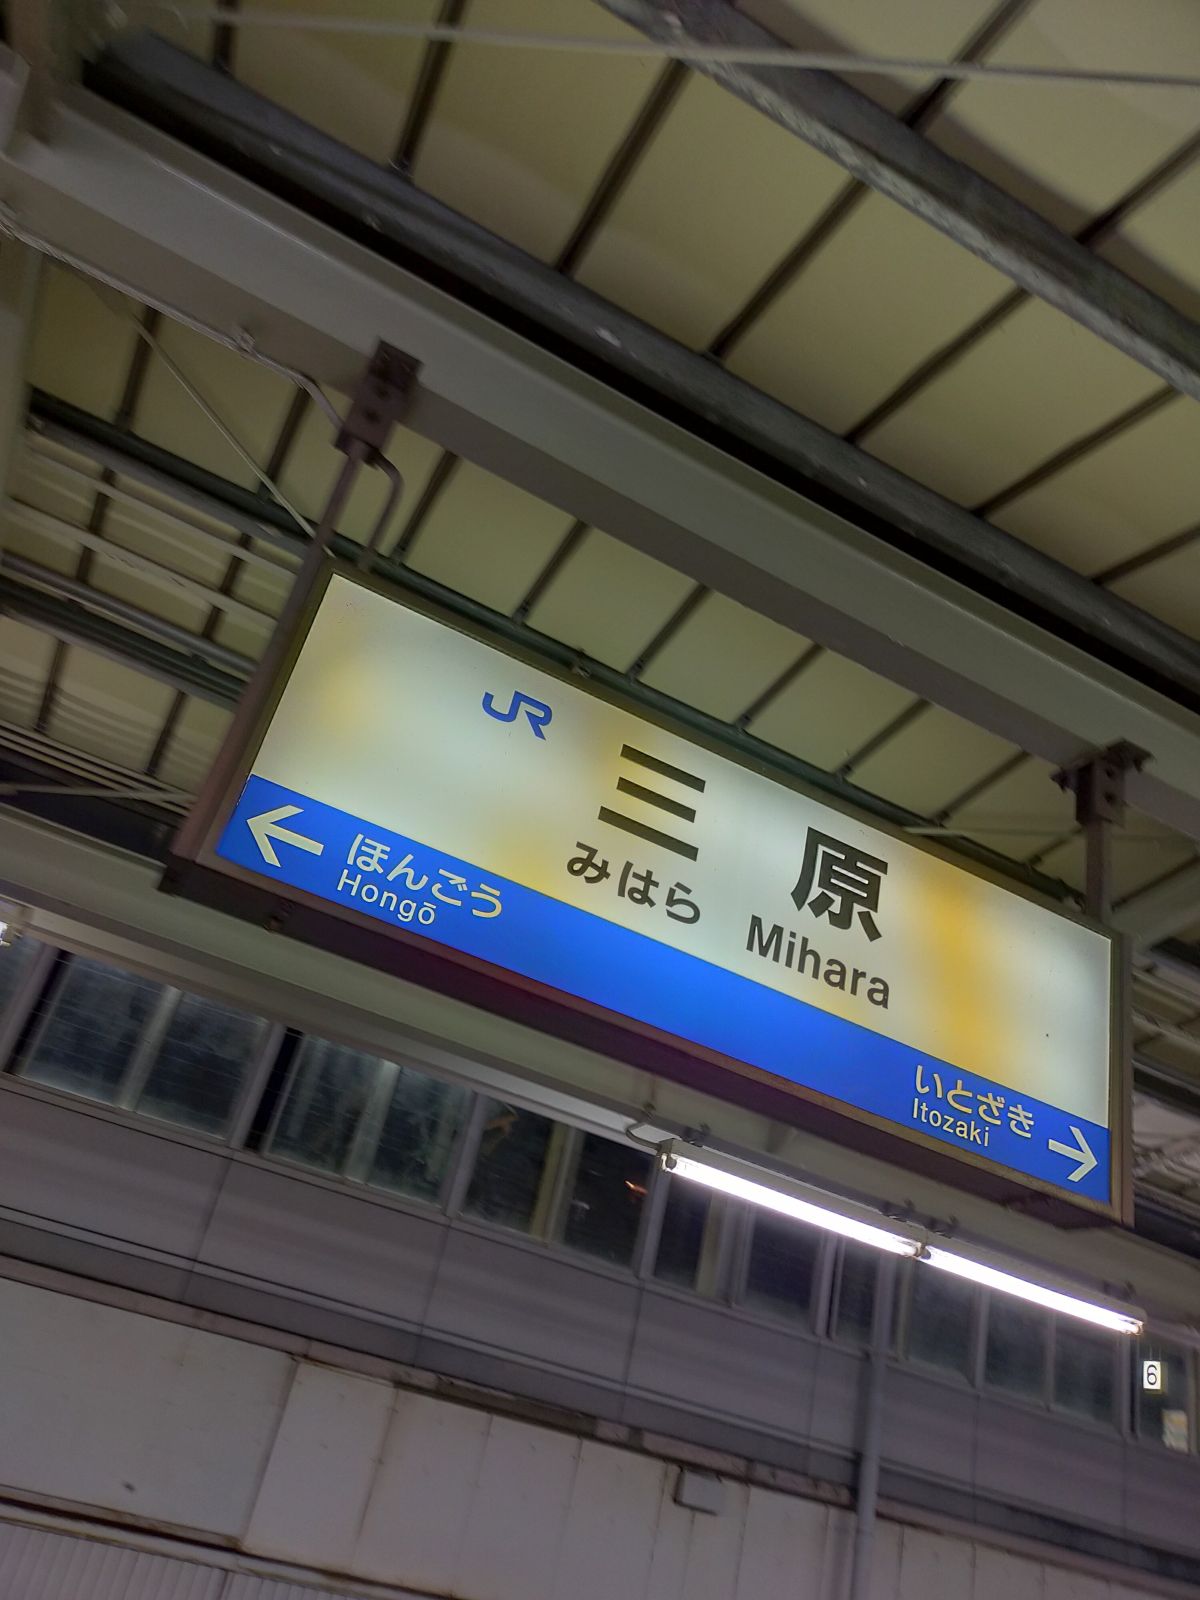 JR
三原
みはら Mihara
← ほんごう
Hongō
いとざき →
Itozaki
6